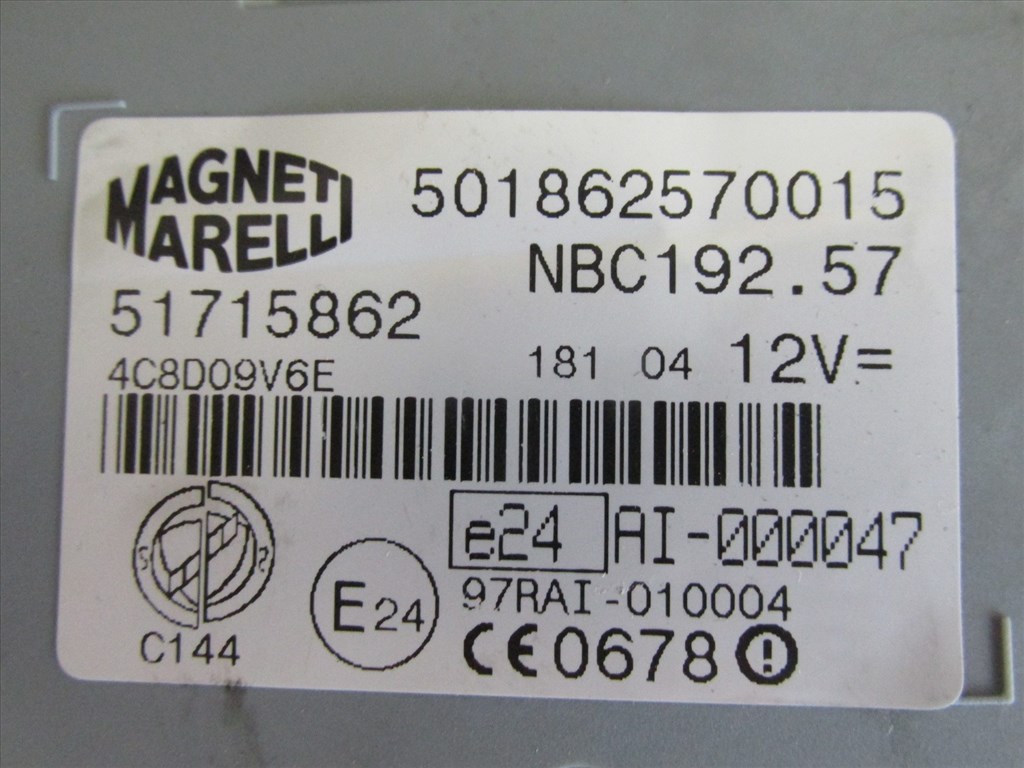 MAGNETI
MARELLI
501862570015
NBC192.57
51715862
4C8D09V6E
181 04 12V=
e24 AI-000047
97RAI-010004
E24
CE0678 !
C144